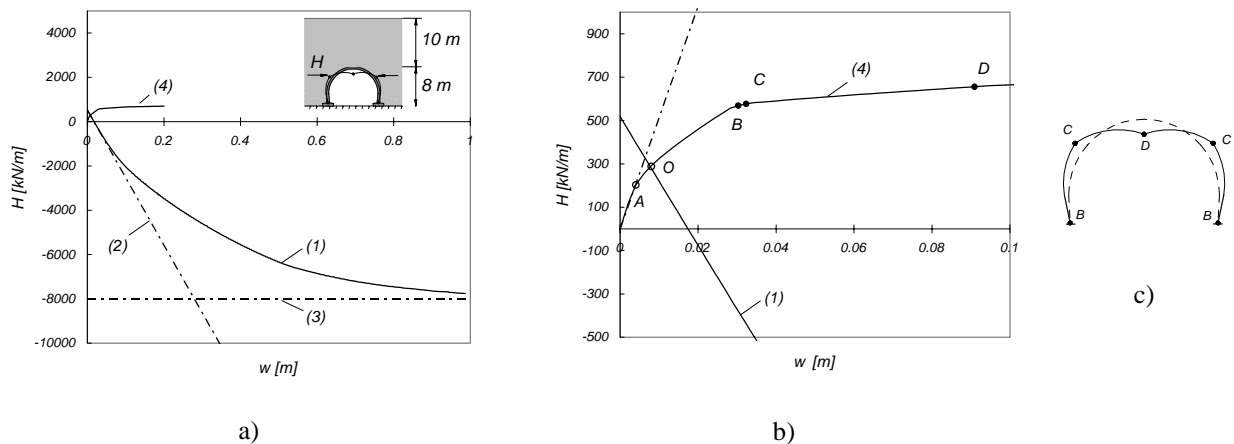 6000
4000
2000
0
-2000
-4000
-6000
-8000
-10000
H [kN/m]
0
0.2
0.4
0.6
0.8
1
w [m]
(4)
(2)
(1)
(3)
H
10 m
8 m
a)
900
700
500
300
100
-100
-300
-500
H [kN/m]
0
0.02
0.04
0.06
0.08
0.1
w [m]
A
O
B
C
D
(4)
(1)
b)
C
C
D
B
B
c)